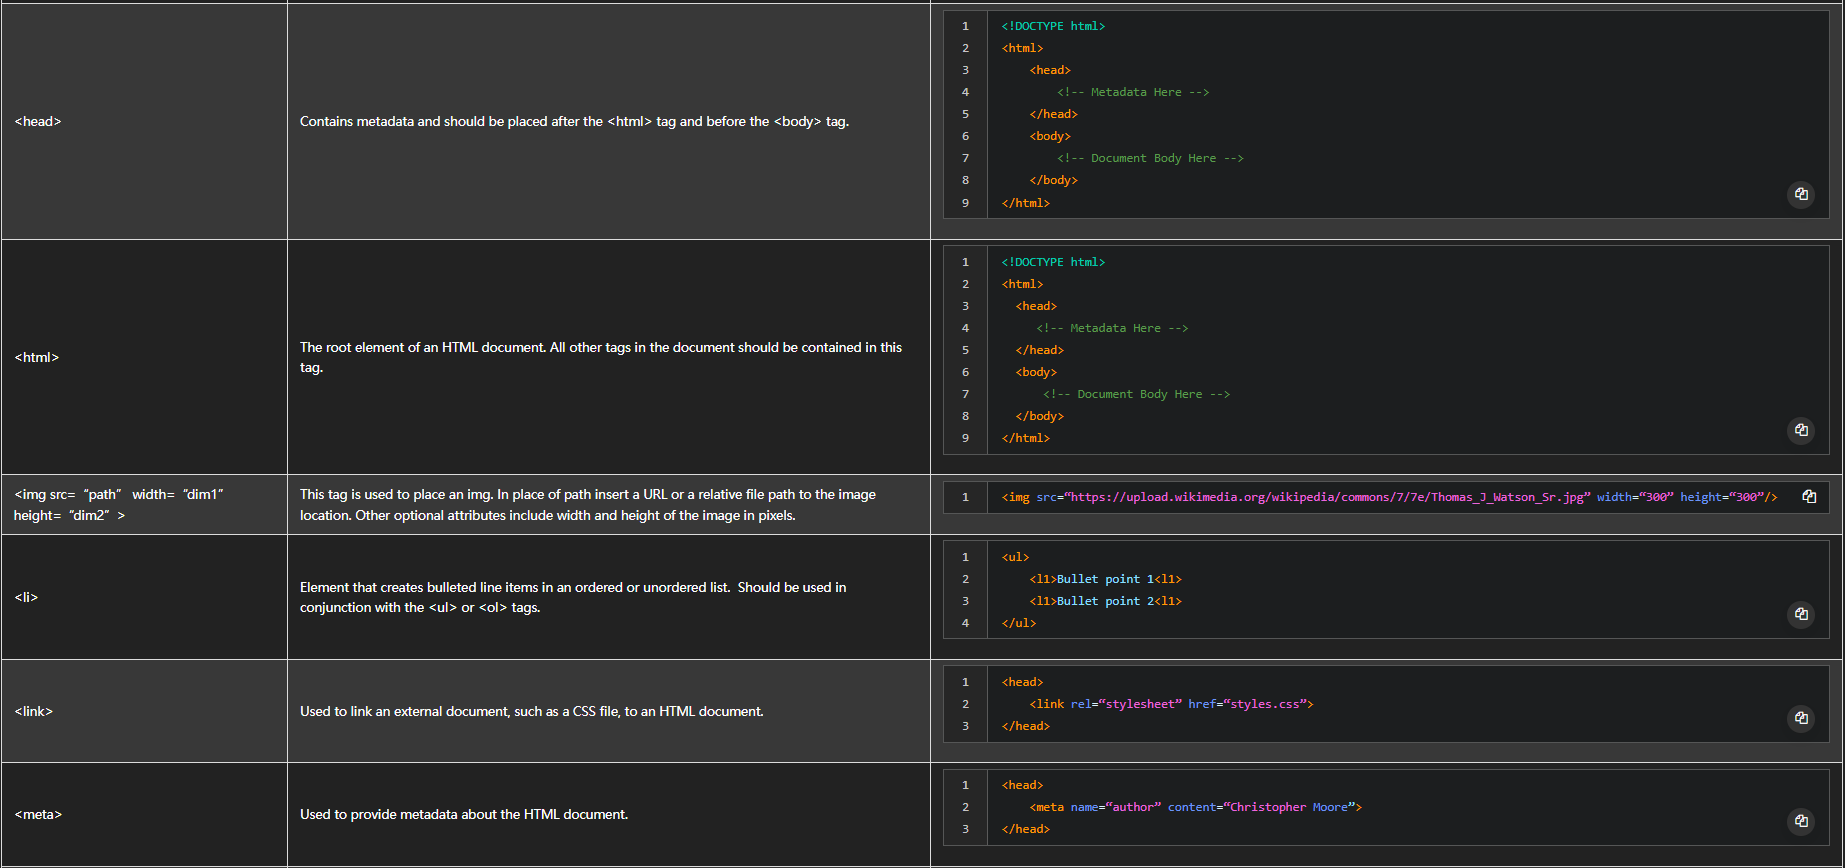 <head>
Contains metadata and should be placed after the <html> tag and before the <body> tag.
1 <!DOCTYPE html>
2 <html>
3 <head>
4 <!-- Metadata Here -->
5 </head>
6 <body>
7 <!-- Document Body Here -->
8 </body>
9 </html>
<html>
The root element of an HTML document. All other tags in the document should be contained in this
tag.
1 <!DOCTYPE html>
2 <html>
3 <head>
4 <!-- Metadata Here -->
5 </head>
6 <body>
7 <!-- Document Body Here -->
8 </body>
9 </html>
<img src= “path” width= “dim1”
height= “dim2” >
This tag is used to place an img. In place of path insert a URL or a relative file path to the image
location. Other optional attributes include width and height of the image in pixels.
1 <img src=“https://upload.wikimedia.org/wikipedia/commons/7/7e/Thomas_J_Watson_Sr.jpg” width=“300” height=“300”/>
<li>
Element that creates bulleted line items in an ordered or unordered list. Should be used in
conjunction with the <ul> or <ol> tags.
1 <ul>
2 <l1>Bullet point 1<l1>
3 <l1>Bullet point 2<l1>
4 </ul>
<link>
Used to link an external document, such as a CSS file, to an HTML document.
1 <head>
2 <link rel=“stylesheet” href=“styles.css”>
3 </head>
<meta>
Used to provide metadata about the HTML document.
1 <head>
2 <meta name=“author” content=“Christopher Moore”>
3 </head>